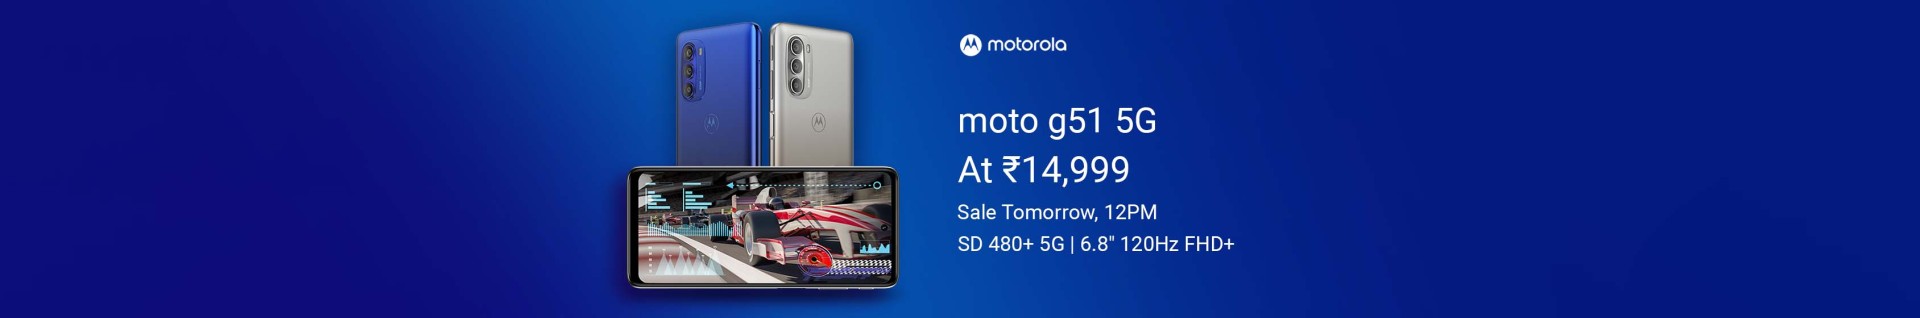 motorola
moto g51 5G
At ₹14,999
Sale Tomorrow, 12PM
SD 480+ 5G | 6.8" 120Hz FHD+